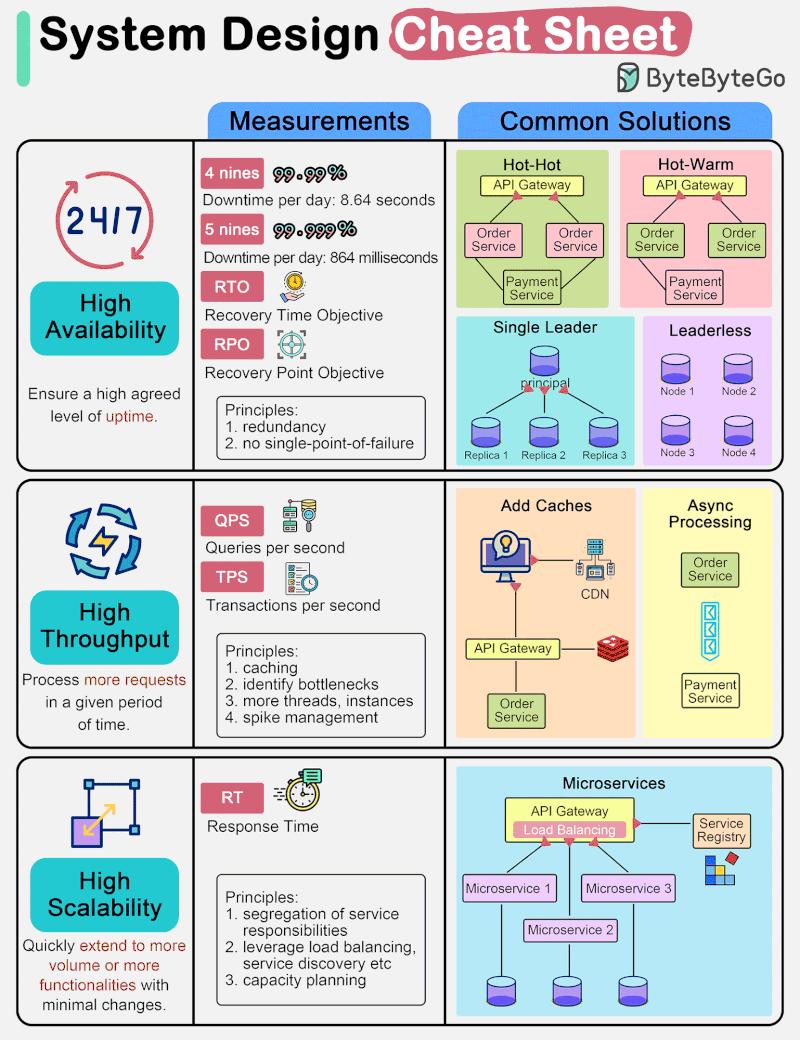 System Design Cheat Sheet
ByteByteGo
Measurements
Common Solutions
24/7
High
Availability
Ensure a high agreed
level of uptime.
4 nines 99.99%
Downtime per day: 8.64 seconds
5 nines 99.999%
Downtime per day: 864 milliseconds
RTO
Recovery Time Objective
RPO
Recovery Point Objective
Principles:
1. redundancy
2. no single-point-of-failure
Hot-Hot
API Gateway
Order
Service
Order
Service
Payment
Service
Hot-Warm
API Gateway
Order
Service
Order
Service
Payment
Service
Single Leader
principal
Replica 1
Replica 2
Replica 3
Leaderless
Node 1
Node 2
Node 3
Node 4
High
Throughput
Process more requests
in a given period
of time.
QPS
Queries per second
TPS
Transactions per second
Principles:
1. caching
2. identify bottlenecks
3. more threads, instances
4. spike management
Add Caches
CDN
API Gateway
Order
Service
Async
Processing
Order
Service
Payment
Service
High
Scalability
Quickly extend to more
volume or more
functionalities with
minimal changes.
RT
Response Time
Principles:
1. segregation of service
responsibilities
2. leverage load balancing,
service discovery etc
3. capacity planning
Microservices
API Gateway
Load Balancing
Service
Registry
Microservice 1
Microservice 3
Microservice 2